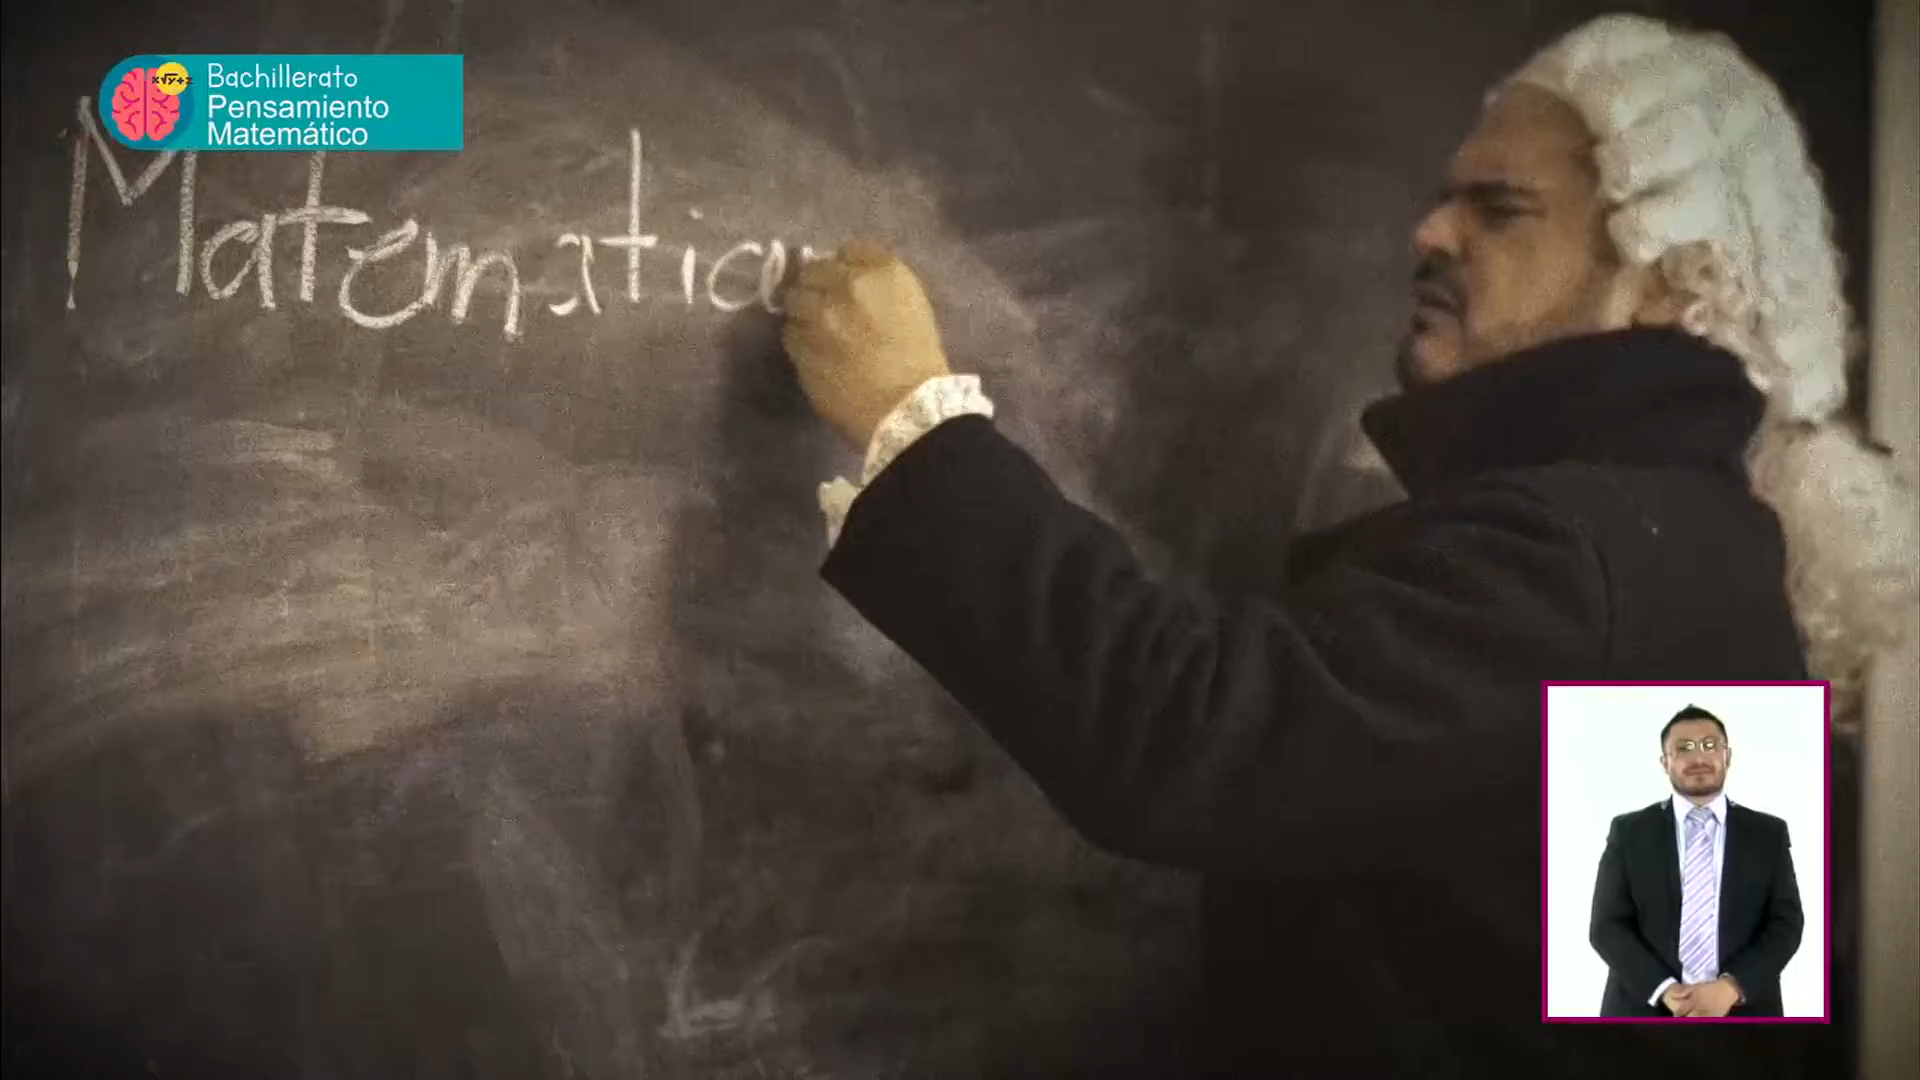 Bachillerato
Pensamiento
Matemático
x√y+z
Matematica